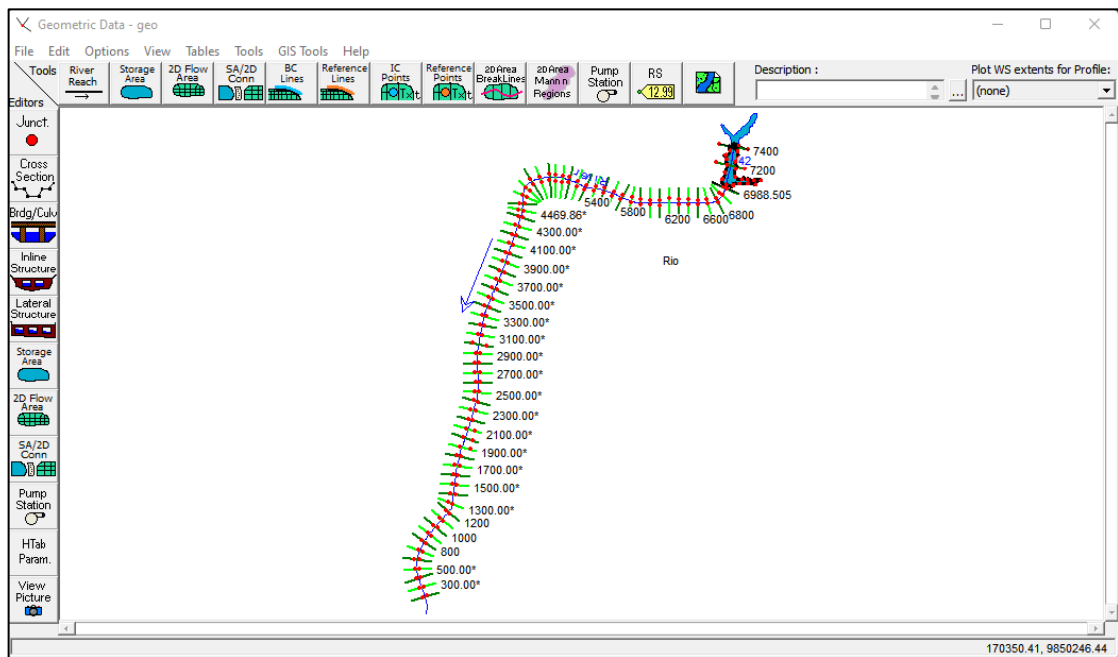 Geometric Data - geo
File Edit Options View Tables Tools GIS Tools Help
Tools
Editors
River
Reach
Storage
Area
2D Flow
Area
SA/2D
Conn
BC
Lines
Reference
Lines
IC
Points
Reference
Points
2D Area
BreakLines
2D Area
Mann n
Regions
Pump
Station
RS
12.99
Description :
...
Plot WS extents for Profile:
(none)
Junct.
Cross
Section
Brdg/Culv
Inline
Structure
Lateral
Structure
Storage
Area
2D Flow
Area
SA/2D
Conn
Pump
Station
HTab
Param.
View
Picture
7400
42
7200
6988.505
6800
6600
6200
5800
5400
Rio
4469.86*
4300.00*
4100.00*
3900.00*
3700.00*
3500.00*
3300.00*
3100.00*
2900.00*
2700.00*
2500.00*
2300.00*
2100.00*
1900.00*
1700.00*
1500.00*
1300.00*
1200
1000
800
500.00*
300.00*
170350.41, 9850246.44